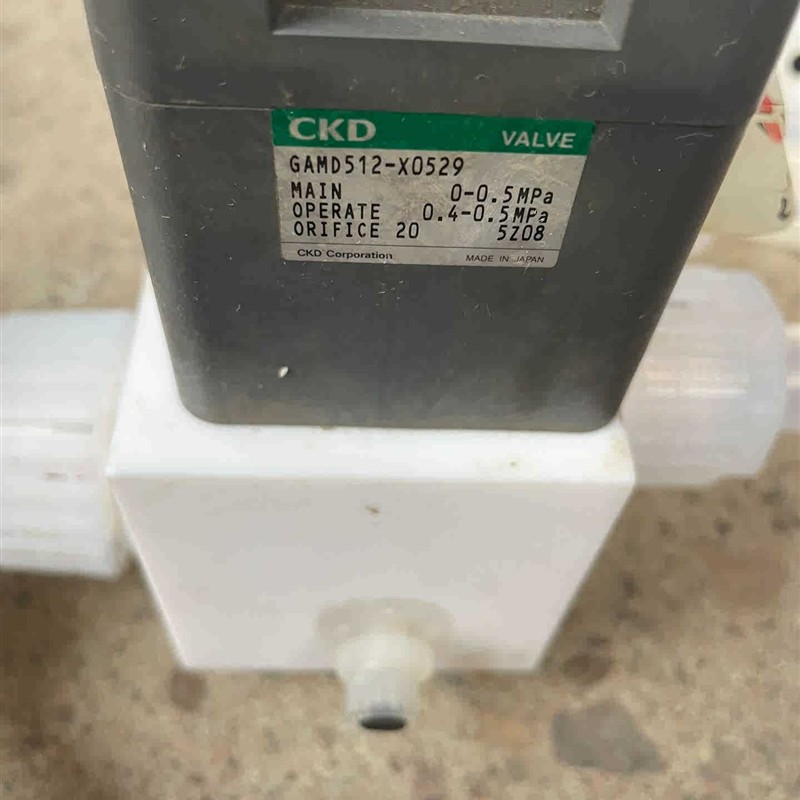 CKD VALVE
GAMD512-X0529
MAIN 0-0.5MPa
OPERATE 0.4-0.5MPa
ORIFICE 20 5Z08
CKD Corporation MADE IN JAPAN